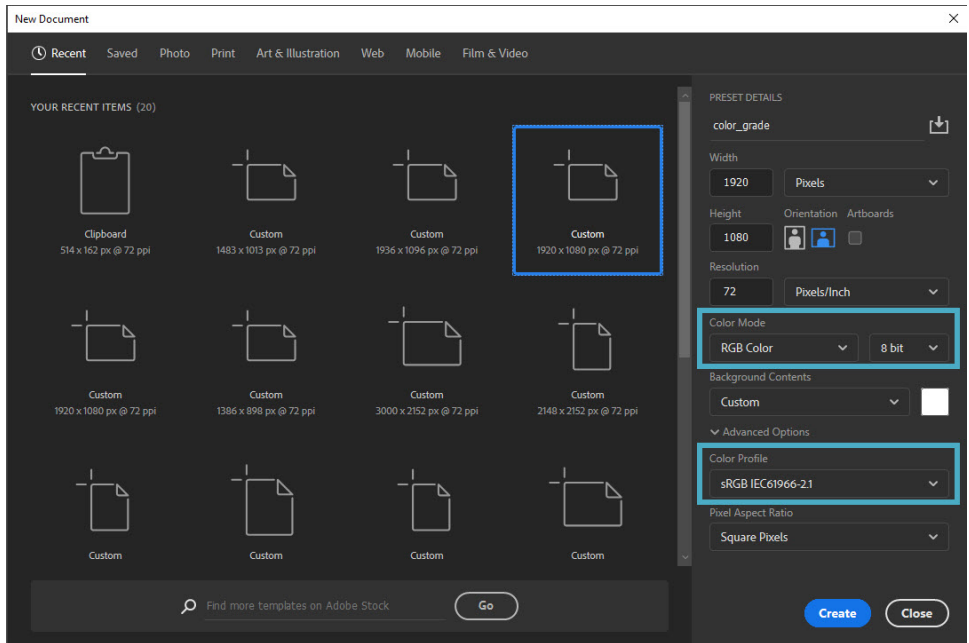 New Document
Recent Saved Photo Print Art & Illustration Web Mobile Film & Video
YOUR RECENT ITEMS (20)
Clipboard
514 x 162 px @ 72 ppi
Custom
1483 x 1013 px @ 72 ppi
Custom
1936 x 1096 px @ 72 ppi
Custom
1920 x 1080 px @ 72 ppi
Custom
1920 x 1080 px @ 72 ppi
Custom
1386 x 898 px @ 72 ppi
Custom
3000 x 2152 px @ 72 ppi
Custom
2148 x 2152 px @ 72 ppi
Custom
Custom
Custom
Custom
Find more templates on Adobe Stock
Go
PRESET DETAILS
color_grade
Width
1920 Pixels
Height Orientation Artboards
1080
Resolution
72 Pixels/Inch
Color Mode
RGB Color 8 bit
Background Contents
Custom
Advanced Options
Color Profile
sRGB IEC61966-2.1
Pixel Aspect Ratio
Square Pixels
Create Close